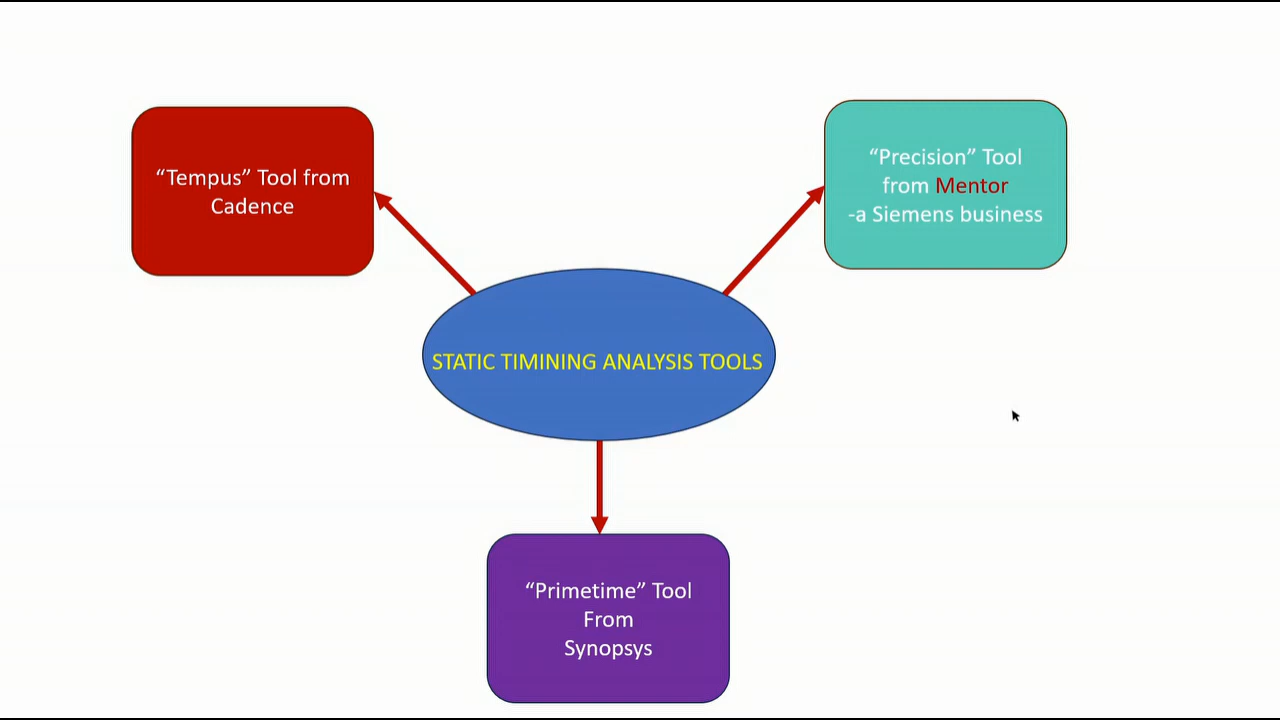 “Tempus” Tool from
Cadence
“Precision” Tool
from Mentor
-a Siemens business
STATIC TIMINING ANALYSIS TOOLS
“Primetime” Tool
From
Synopsys